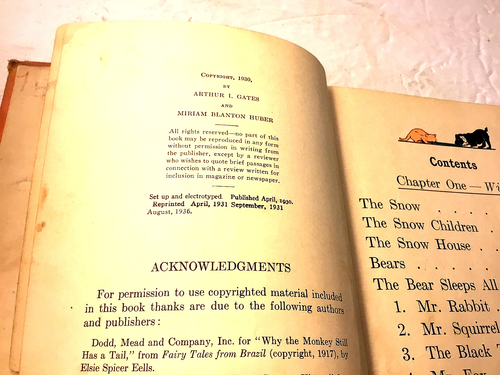 Copyright, 1930,
BY
ARTHUR I. GATES
AND
MIRIAM BLANTON HUBER
All rights reserved—no part of this
book may be reproduced in any form
without permission in writing from
the publisher, except by a reviewer
who wishes to quote brief passages in
connection with a review written for
inclusion in magazine or newspaper.
Set up and electrotyped. Published April, 1930.
Reprinted April, 1931 September, 1931
August, 1936.
ACKNOWLEDGMENTS
For permission to use copyrighted material included
in this book thanks are due to the following authors
and publishers:
Dodd, Mead and Company, Inc. for "Why the Monkey Still
Has a Tail," from Fairy Tales from Brazil (copyright, 1917), by
Elsie Spicer Eells.
Contents
Chapter One — Wi
The Snow . . . .
The Snow Children .
The Snow House . .
Bears . . . . .
The Bear Sleeps All
1. Mr. Rabbit .
2. Mr. Squirrel
3. The Black
4. Mr. Fox